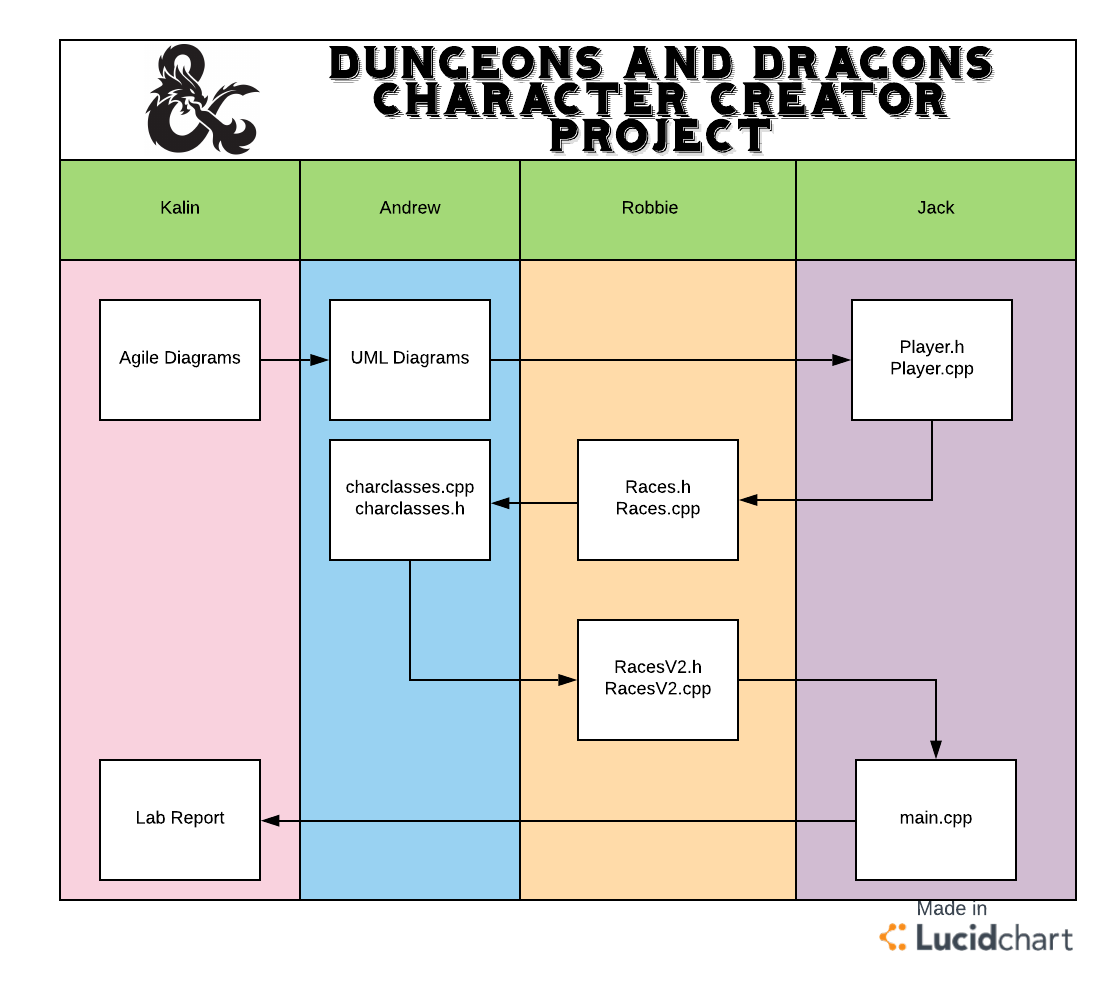 DUNGEONS AND DRAGONS
CHARACTER CREATOR
PROJECT
Kalin
Andrew
Robbie
Jack
Agile Diagrams
UML Diagrams
Player.h
Player.cpp
charclasses.cpp
charclasses.h
Races.h
Races.cpp
RacesV2.h
RacesV2.cpp
Lab Report
main.cpp
Made in
Lucidchart